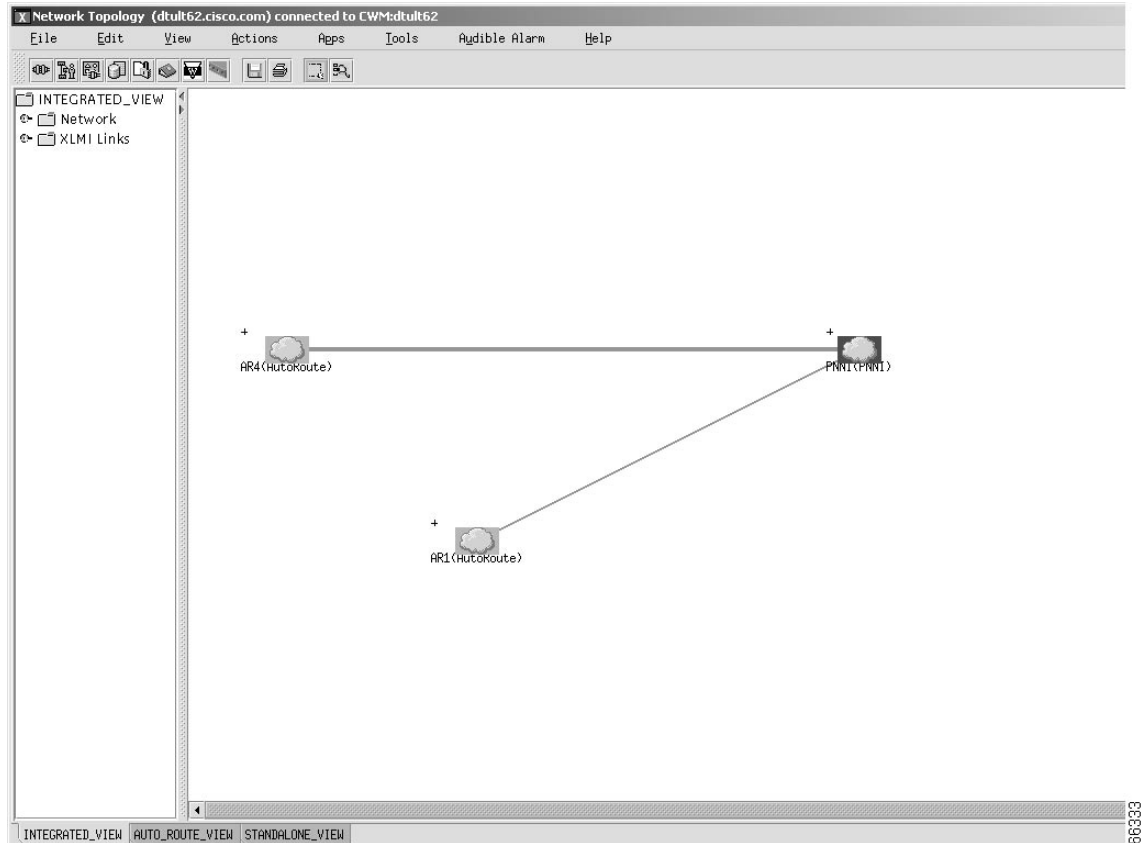 Network Topology (dtult62.cisco.com) connected to CWM:dtult62
File Edit View Actions Apps Tools Audible Alarm Help
INTEGRATED_VIEW
Network
XLMI Links
AR4(AutoRoute)
PNNI(PNNI)
AR1(AutoRoute)
INTEGRATED_VIEW AUTO_ROUTE_VIEW STANDALONE_VIEW
66333